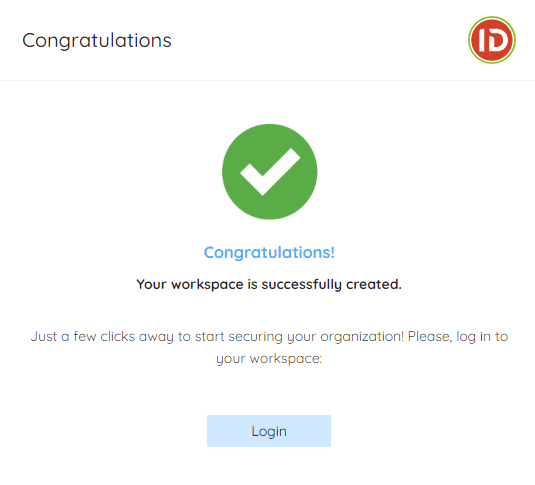 Congratulations
ID
Congratulations!
Your workspace is successfully created.
Just a few clicks away to start securing your organization! Please, log in to
your workspace:
Login